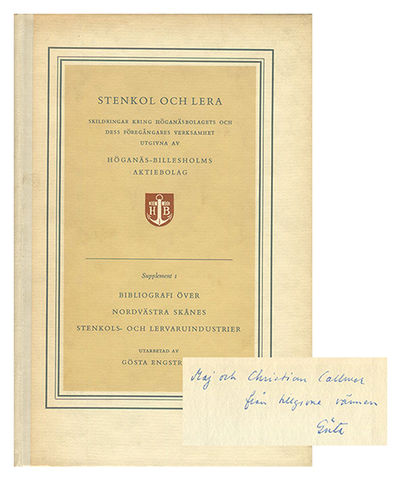 STENKOL OCH LERA
SKILDRINGAR KRING HÖGANÄSBOLAGETS OCH
DESS FÖREGÅNGARES VERKSAMHET
UTGIVNA AV
HÖGANÄS-BILLESHOLMS
AKTIEBOLAG
H B
Supplement 1
BIBLIOGRAFI ÖVER
NORDVÄSTRA SKÅNES
STENKOLS- OCH LERVARUINDUSTRIER
UTARBETAD AV
GÖSTA ENGSTR
Maj och Christian Callmer
från tillgivne vännen
Gösta